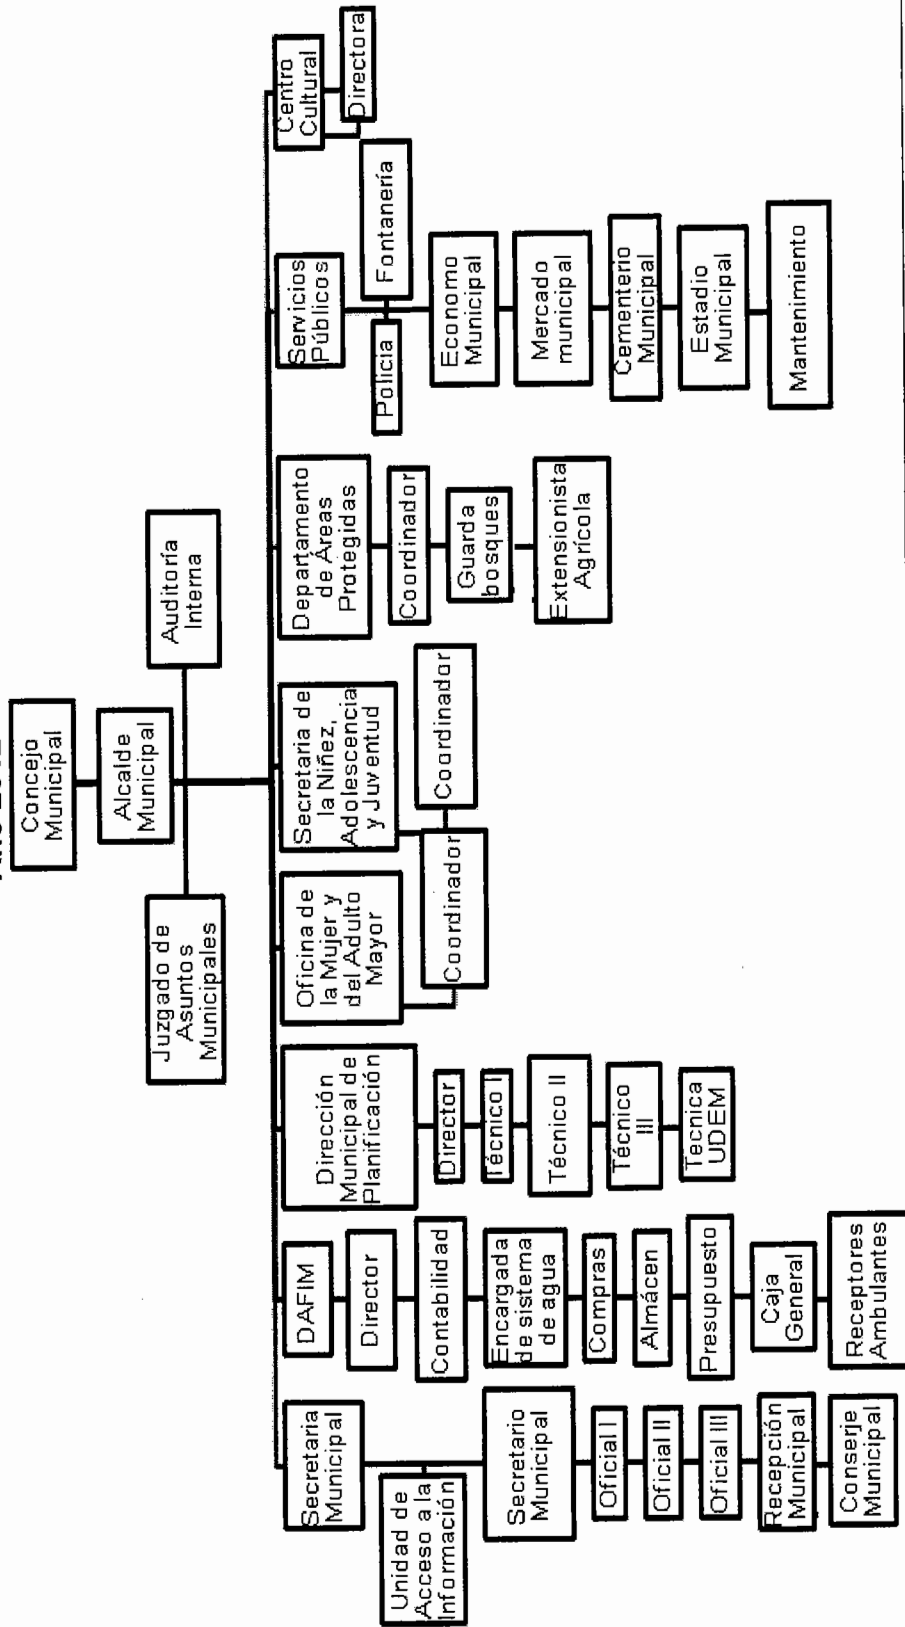 Concejo
Municipal
Alcalde
Municipal
Juzgado de
Asuntos
Municipales
Auditoría
Interna
Secretaria
Municipal
Unidad de
Acceso a la
Información
Secretario
Municipal
Oficial I
Oficial II
Oficial III
Recepción
Municipal
Conserje
Municipal
DAFIM
Director
Contabilidad
Encargada
de sistema
de agua
Compras
Almácen
Presupuesto
Caja
General
Receptores
Ambulantes
Dirección
Municipal de
Planificación
Director
Técnico I
Técnico II
Técnico
III
Tecnica
UDEM
Oficina de
la Mujer y
del Adulto
Mayor
Coordinador
Secretaria de
la Niñez,
Adolescencia
y Juventud
Coordinador
Departamento
de Áreas
Protegidas
Coordinador
Guarda
bosques
Extensionista
Agrícola
Servicios
Públicos
Policia
Fontanería
Economo
Municipal
Mercado
municipal
Cementerio
Municipal
Estadio
Municipal
Mantenimiento
Centro
Cultural
Directora